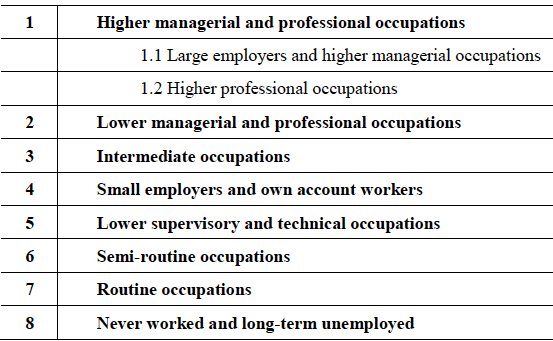 1 Higher managerial and professional occupations
1.1 Large employers and higher managerial occupations
1.2 Higher professional occupations
2 Lower managerial and professional occupations
3 Intermediate occupations
4 Small employers and own account workers
5 Lower supervisory and technical occupations
6 Semi-routine occupations
7 Routine occupations
8 Never worked and long-term unemployed